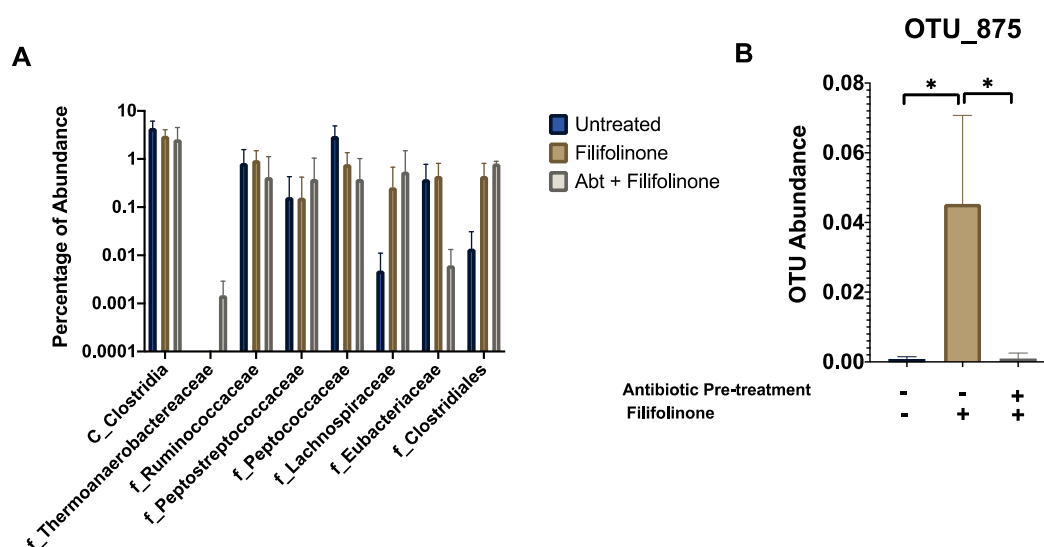 A
Percentage of Abundance
10
1
0.1
0.01
0.001
0.0001
C_Clostridia
f_Thermoanaerobactereaceae
f_Ruminococcaceae
f_Peptostreptococcaceae
f_Peptococcaceae
f_Lachnospiraceae
f_Eubacteriaceae
f_Clostridiales
Untreated
Filifolinone
Abt + Filifolinone
B
OTU_875
OTU Abundance
0.08
0.06
0.04
0.02
0.00
* *
Antibiotic Pre-treatment - - +
Filifolinone - + +